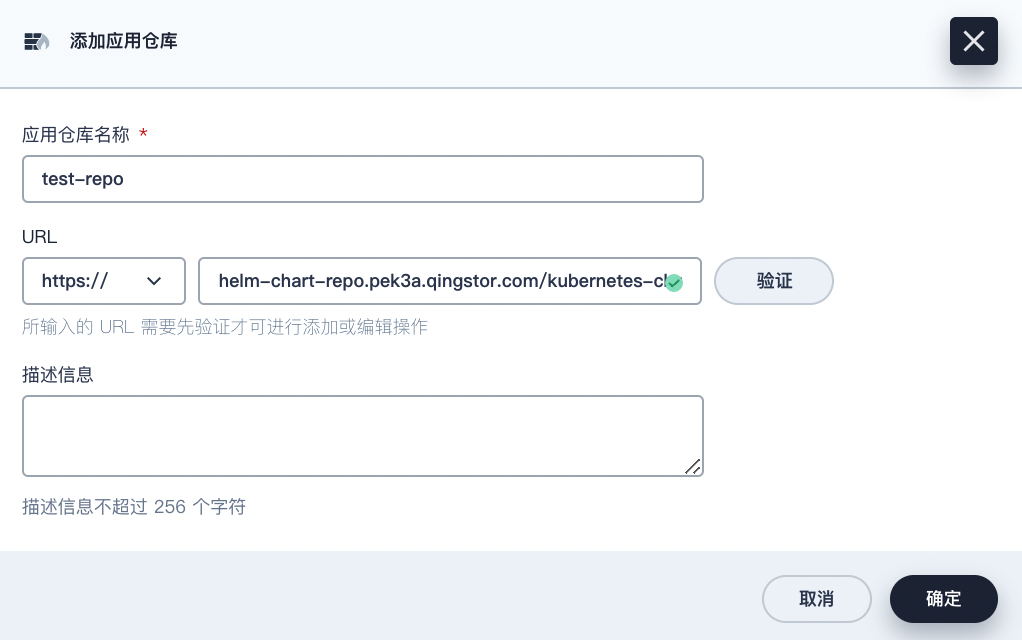 添加应用仓库
应用仓库名称 *
test-repo
URL
https://
helm-chart-repo.pek3a.qingstor.com/kubernetes-ch
验证
所输入的 URL 需要先验证才可进行添加或编辑操作
描述信息
描述信息不超过 256 个字符
取消
确定